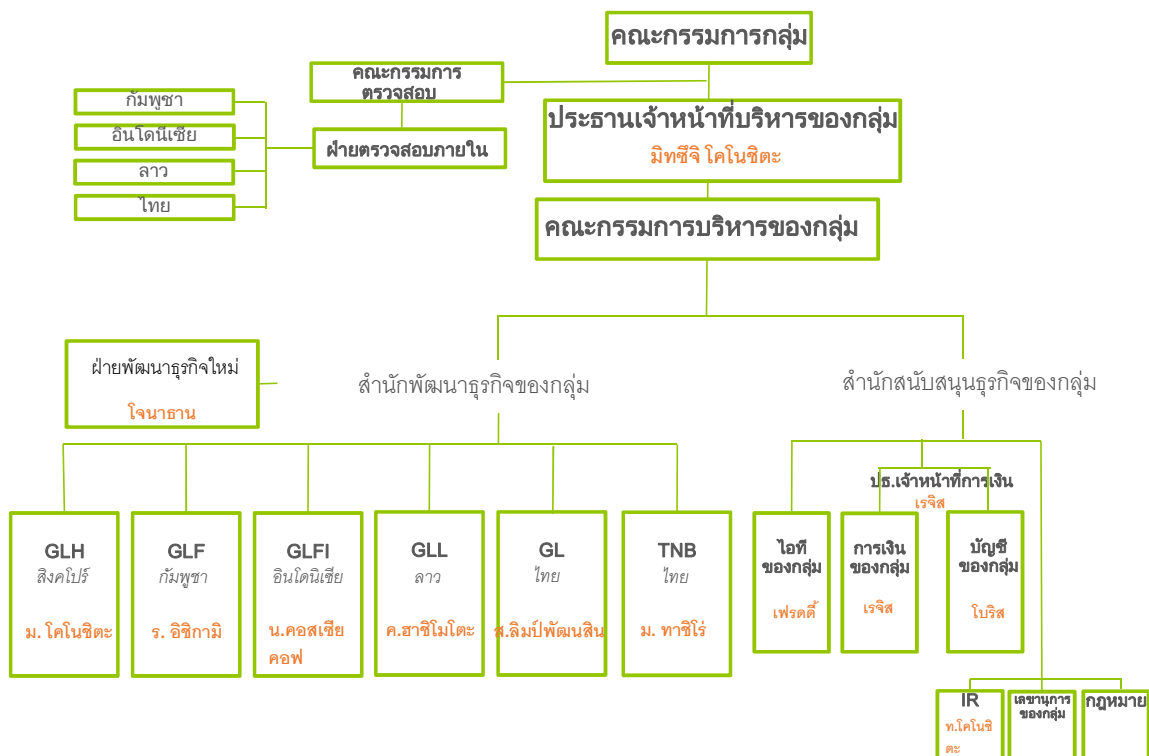 คณะกรรมการกลุ่ม
คณะกรรมการ
ตรวจสอบ
กัมพูชา
อินโดนีเซีย
ลาว
ไทย
ฝ่ายตรวจสอบภายใน
ประธานเจ้าหน้าที่บริหารของกลุ่ม
มิทซึจิ โคโนชิตะ
คณะกรรมการบริหารของกลุ่ม
ฝ่ายพัฒนาธุรกิจใหม่
โจนาธาน
สำนักพัฒนาธุรกิจของกลุ่ม
สำนักสนับสนุนธุรกิจของกลุ่ม
GLH
สิงคโปร์
ม. โคโนชิตะ
GLF
กัมพูชา
ร. อิชิกามิ
GLFI
อินโดนิเซีย
น.คอสเซีย
คอฟ
GLL
ลาว
ค.ฮาชิโมโตะ
GL
ไทย
ส.ลิมป์พัฒนสิน
TNB
ไทย
ม. ทาชิโร่
ปธ.เจ้าหน้าที่การเงิน
เรจิส
ไอที
ของกลุ่ม
เฟรดดี้
การเงิน
ของกลุ่ม
เรจิส
บัญชี
ของกลุ่ม
โบริส
IR
ท.โคโนชิ
ตะ
เลขานุการ
ของกลุ่ม
กฎหมาย